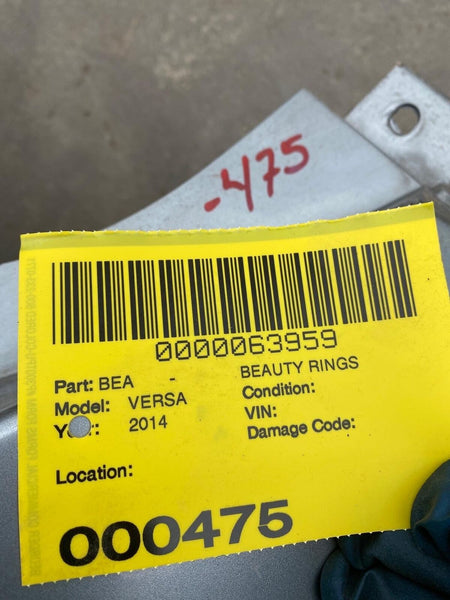 -475
0000063959
Part: BEA - BEAUTY RINGS
Model: VERSA Condition:
2014 VIN:
Damage Code:
Location:
000475